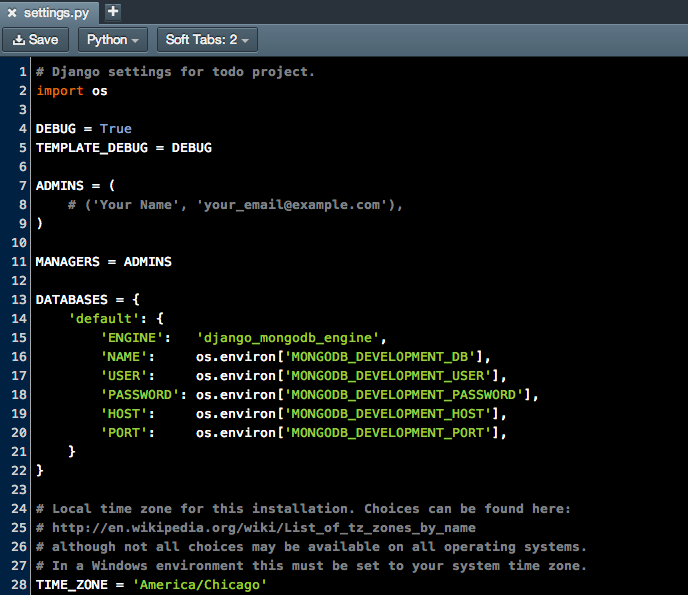 × settings.py +
Save Python Soft Tabs: 2
1 # Django settings for todo project.
2 import os
3
4 DEBUG = True
5 TEMPLATE_DEBUG = DEBUG
6
7 ADMINS = (
8     # ('Your Name', 'your_email@example.com'),
9 )
10
11 MANAGERS = ADMINS
12
13 DATABASES = {
14     'default': {
15         'ENGINE':   'django_mongodb_engine',
16         'NAME':     os.environ['MONGODB_DEVELOPMENT_DB'],
17         'USER':     os.environ['MONGODB_DEVELOPMENT_USER'],
18         'PASSWORD': os.environ['MONGODB_DEVELOPMENT_PASSWORD'],
19         'HOST':     os.environ['MONGODB_DEVELOPMENT_HOST'],
20         'PORT':     os.environ['MONGODB_DEVELOPMENT_PORT'],
21     }
22 }
23
24 # Local time zone for this installation. Choices can be found here:
25 # http://en.wikipedia.org/wiki/List_of_tz_zones_by_name
26 # although not all choices may be available on all operating systems.
27 # In a Windows environment this must be set to your system time zone.
28 TIME_ZONE = 'America/Chicago'